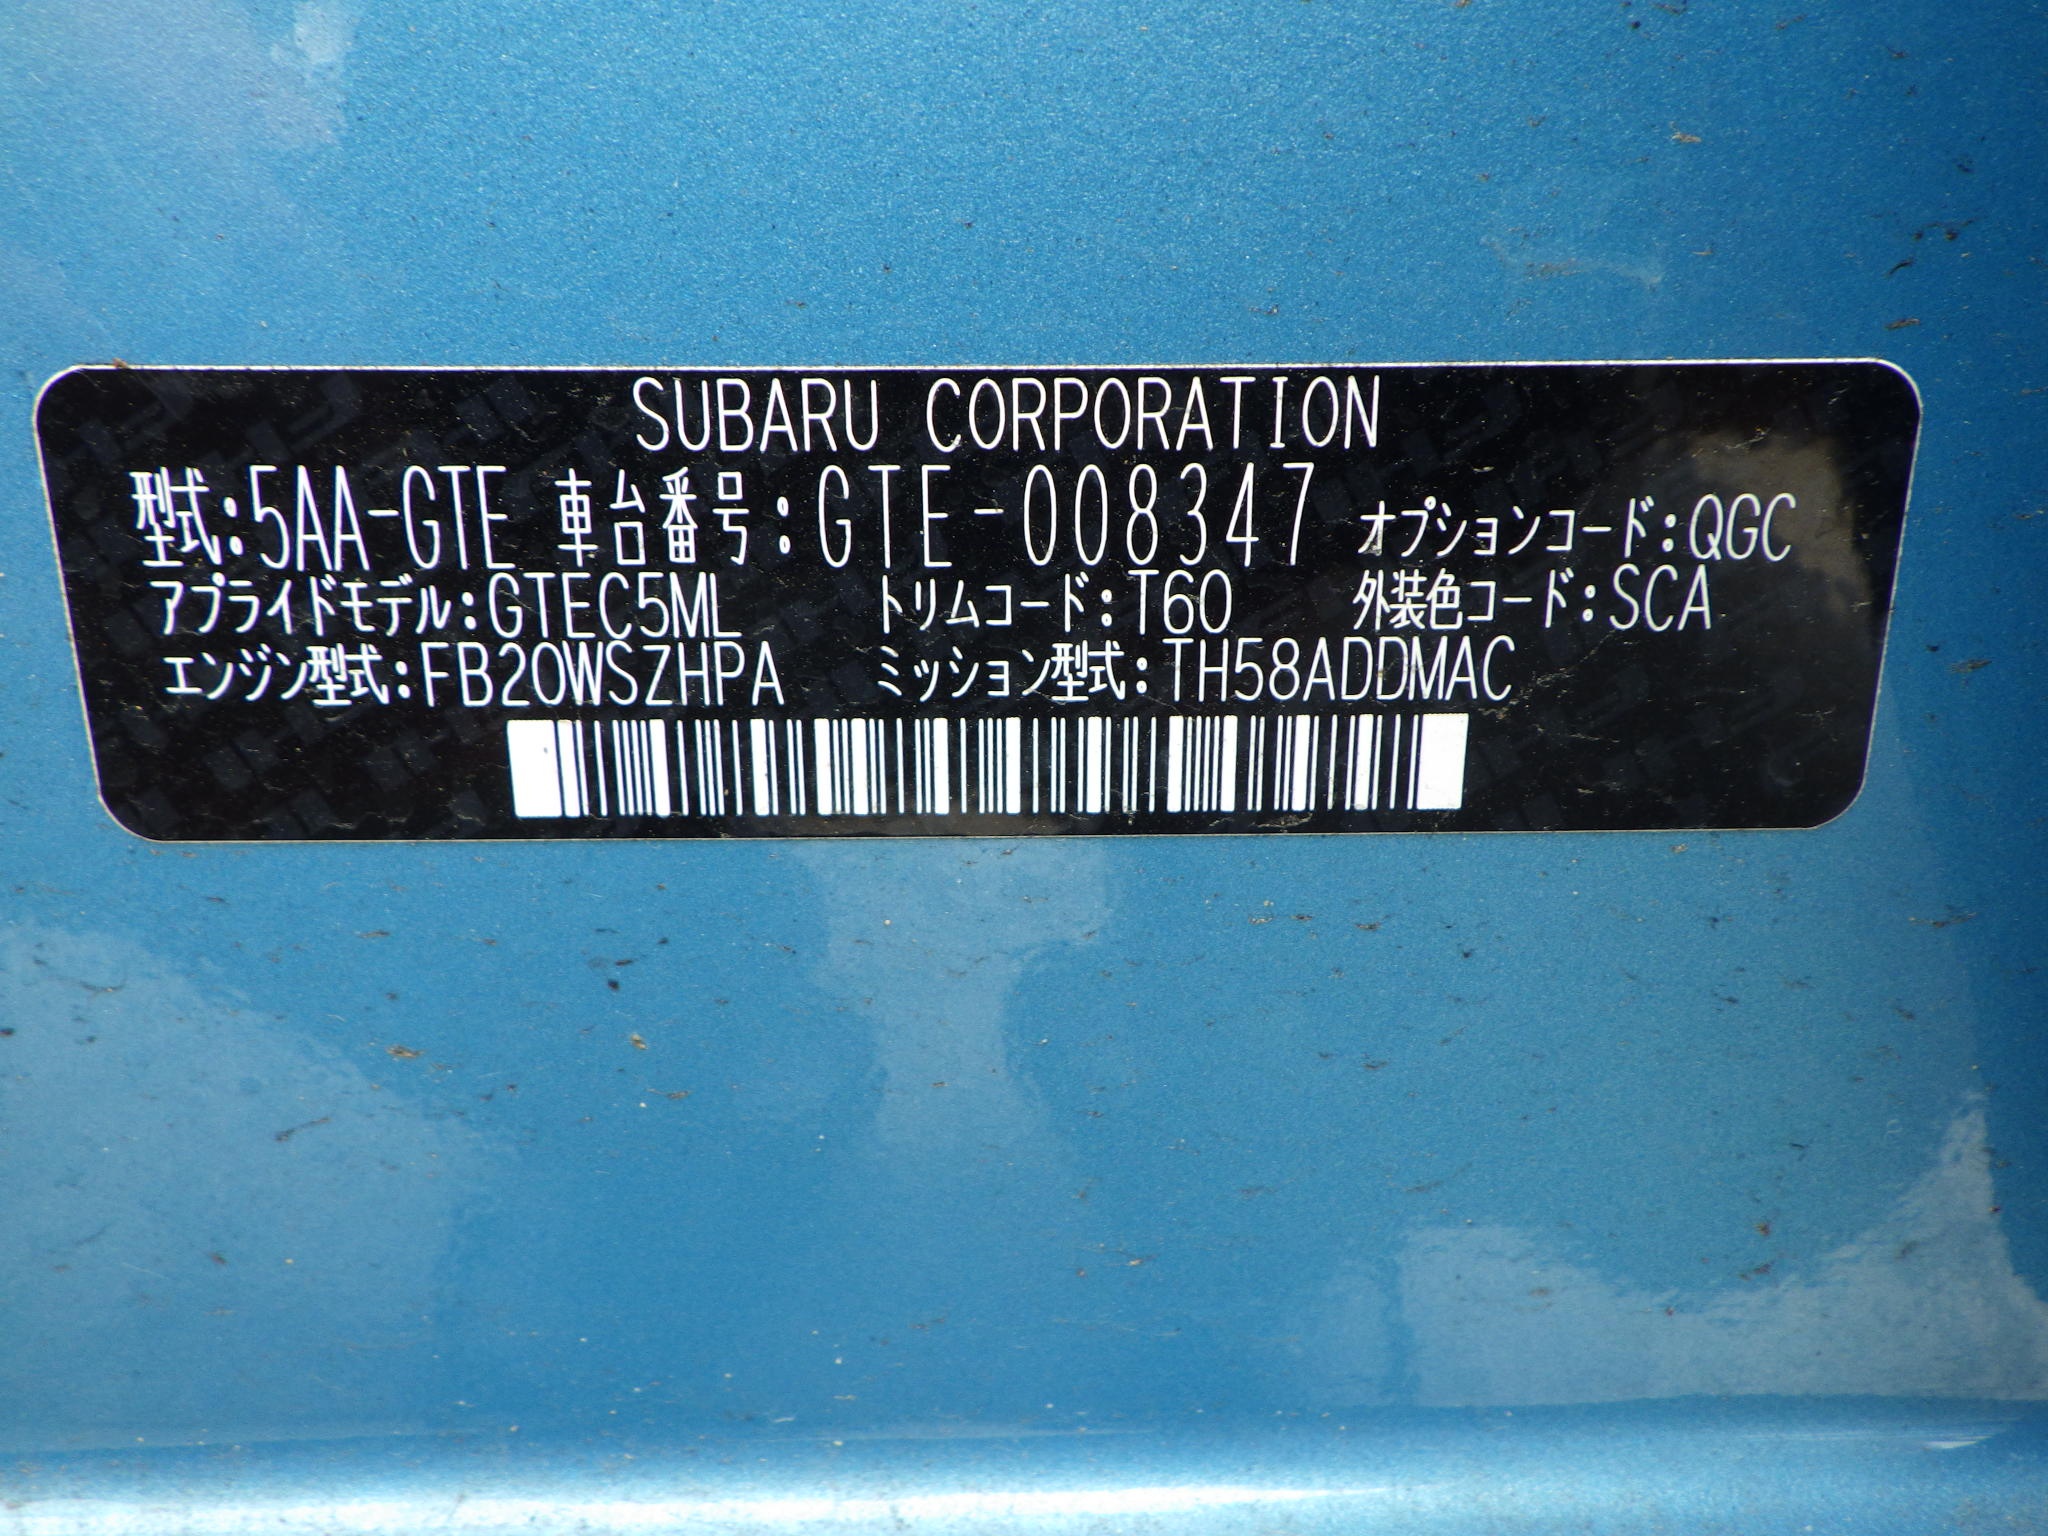 SUBARU CORPORATION
型式:5AA-GTE 車台番号:GTE-008347 オプションコード:QGC
アプライドモデル:GTEC5ML トリムコード:T60 外装色コード:SCA
エンジン型式:FB20WSZHPA ミッション型式:TH58ADDMAC